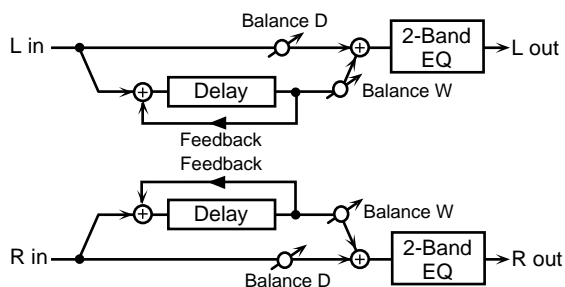 Balance D
L in
2-Band
EQ
L out
Delay
Balance W
Feedback
Feedback
Delay
Balance W
R in
2-Band
EQ
R out
Balance D